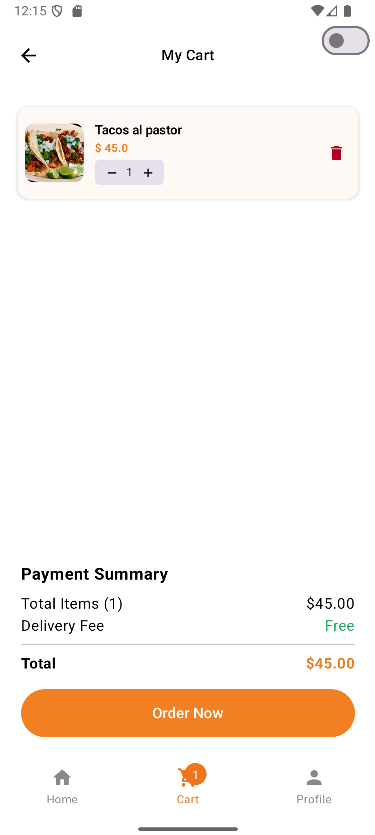 12:15
My Cart
Tacos al pastor
$ 45.0
− 1 +
Payment Summary
Total Items (1) $45.00
Delivery Fee Free
Total $45.00
Order Now
1
Home Cart Profile